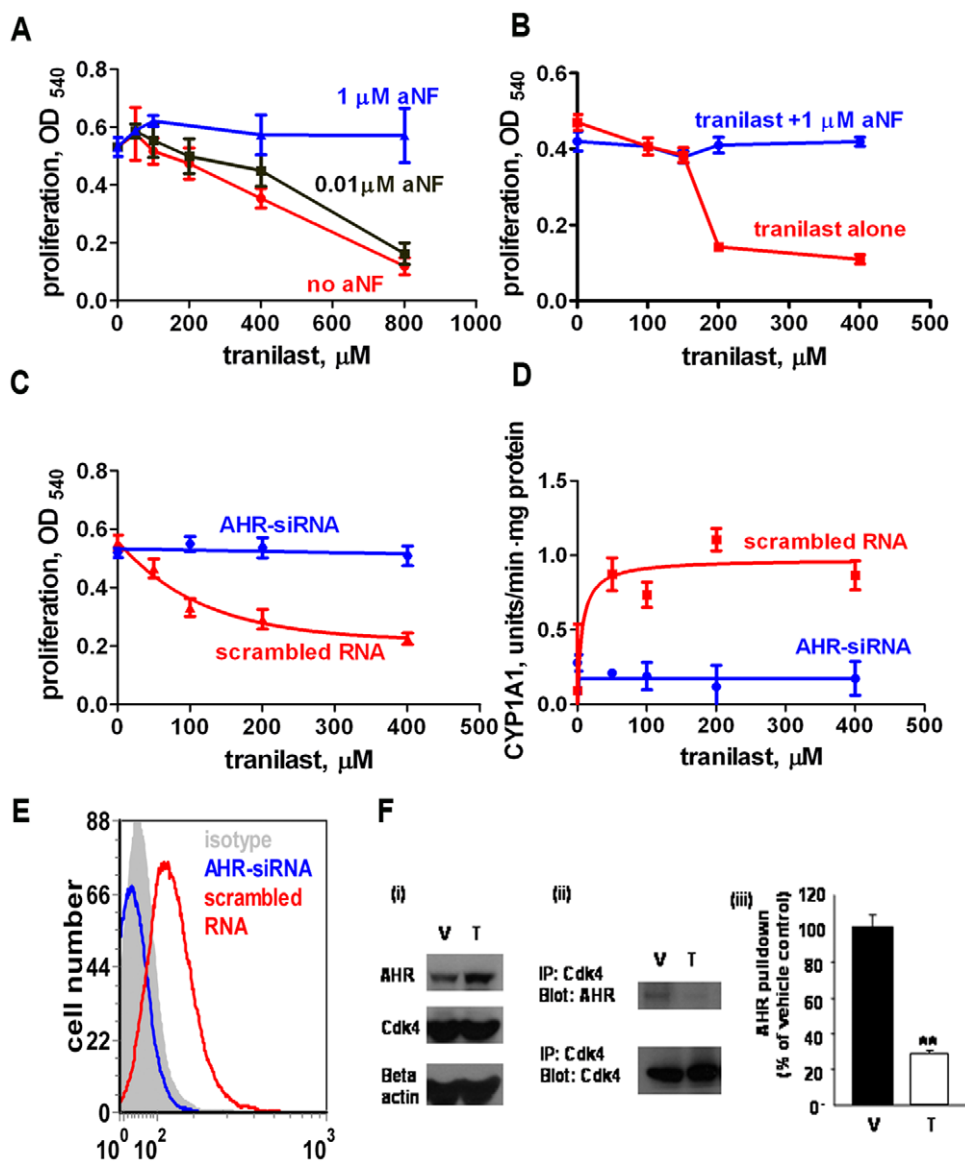 A
proliferation, OD 540
0.8
0.6
0.4
0.2
0.0
1 μM aNF
0.01μM aNF
no aNF
0 200 400 600 800 1000
tranilast, μM
B
proliferation, OD 540
0.6
0.4
0.2
0.0
tranilast +1 μM aNF
tranilast alone
0 100 200 300 400 500
tranilast, μM
C
proliferation, OD 540
0.8
0.6
0.4
0.2
0.0
AHR-siRNA
scrambled RNA
0 100 200 300 400 500
tranilast, μM
D
CYP1A1, units/min·mg protein
1.5
1.0
0.5
0.0
scrambled RNA
AHR-siRNA
0 100 200 300 400 500
tranilast, μM
E
cell number
88
66
44
22
0
isotype
AHR-siRNA
scrambled
RNA
10⁰ 10² 10³
F
(i)
V T
AHR
Cdk4
Beta
actin
(ii)
V T
IP: Cdk4
Blot: AHR
IP: Cdk4
Blot: Cdk4
(iii)
AHR pulldown
(% of vehicle control)
120
100
80
60
40
20
0
**
V T